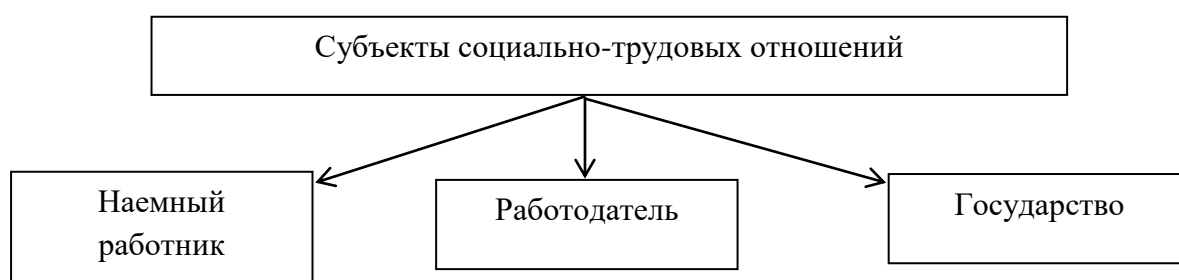 Субъекты социально-трудовых отношений
Наемный
работник
Работодатель
Государство